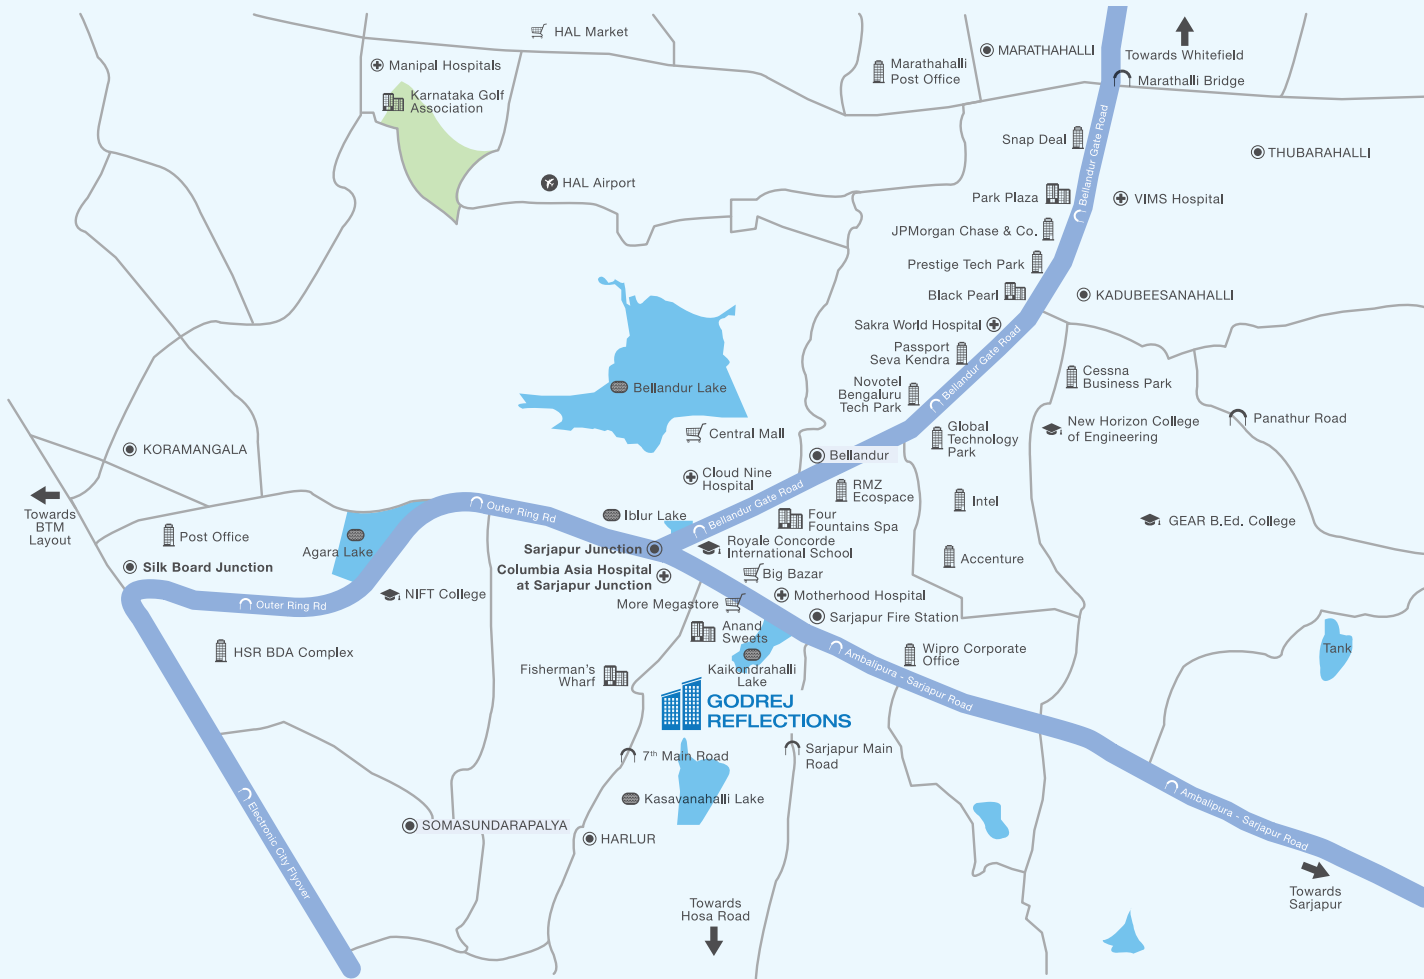 HAL Market
MARATHAHALLI
Towards Whitefield
Manipal Hospitals
Marathahalli
Post Office
Marathalli Bridge
Karnataka Golf
Association
Snap Deal
Bellandur Gate Road
THUBARAHALLI
HAL Airport
Park Plaza
VIMS Hospital
Bellandur Gate Road
JPMorgan Chase & Co.
Prestige Tech Park
Black Pearl
KADUBEESANAHALLI
Sakra World Hospital
Passport
Seva Kendra
Bellandur Gate Road
Cessna
Business Park
Bellandur Lake
Novotel
Bengaluru
Tech Park
Central Mall
Global
Technology
Park
New Horizon College
of Engineering
Panathur Road
KORAMANGALA
Bellandur
Cloud Nine
Hospital
RMZ
Ecospace
Bellandur Gate Road
Intel
Towards
BTM
Layout
Outer Ring Rd
Iblur Lake
Four
Fountains Spa
GEAR B.Ed. College
Post Office
Agara Lake
Sarjapur Junction
Royale Concorde
International School
Accenture
Silk Board Junction
Columbia Asia Hospital
at Sarjapur Junction
Big Bazar
NIFT College
Outer Ring Rd
More Megastore
Motherhood Hospital
Sarjapur Fire Station
Anand
Sweets
HSR BDA Complex
Wipro Corporate
Office
Tank
Fisherman's
Wharf
Kaikondrahalli
Lake
Ambalipura - Sarjapur Road
GODREJ
REFLECTIONS
7th Main Road
Sarjapur Main
Road
Kasavanahalli Lake
Ambalipura - Sarjapur Road
Electronic City Flyover
SOMASUNDARAPALYA
HARLUR
Towards
Sarjapur
Towards
Hosa Road